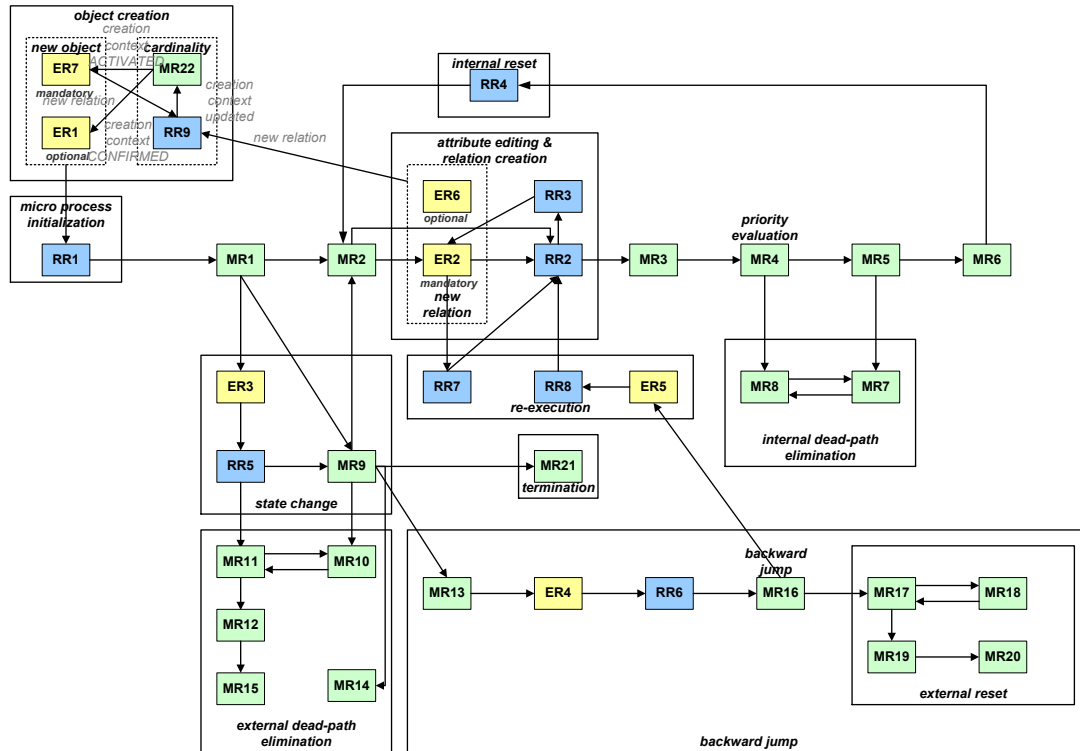 object creation
creation
context
ACTIVATED
new object
cardinality
ER7
MR22
mandatory
new relation
creation
context
updated
ER1
RR9
optional
creation
context
CONFIRMED
new relation
internal reset
RR4
attribute editing &
relation creation
ER6
optional
RR3
micro process
initialization
RR1
MR1
MR2
ER2
mandatory
new
relation
RR2
MR3
priority
evaluation
MR4
MR5
MR6
ER3
RR5
MR9
state change
RR7
RR8
ER5
re-execution
MR8
MR7
internal dead-path
elimination
MR21
termination
MR11
MR10
MR12
MR15
MR14
external dead-path
elimination
MR13
ER4
RR6
backward
jump
MR16
MR17
MR18
MR19
MR20
external reset
backward jump